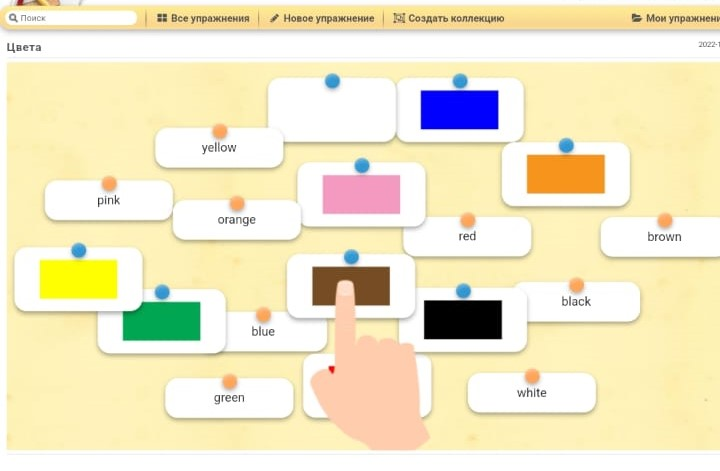 Поиск
Все упражнения
Новое упражнение
Создать коллекцию
Мои упражнени
Цвета
2022-1
yellow
pink
orange
red
brown
black
blue
green
white